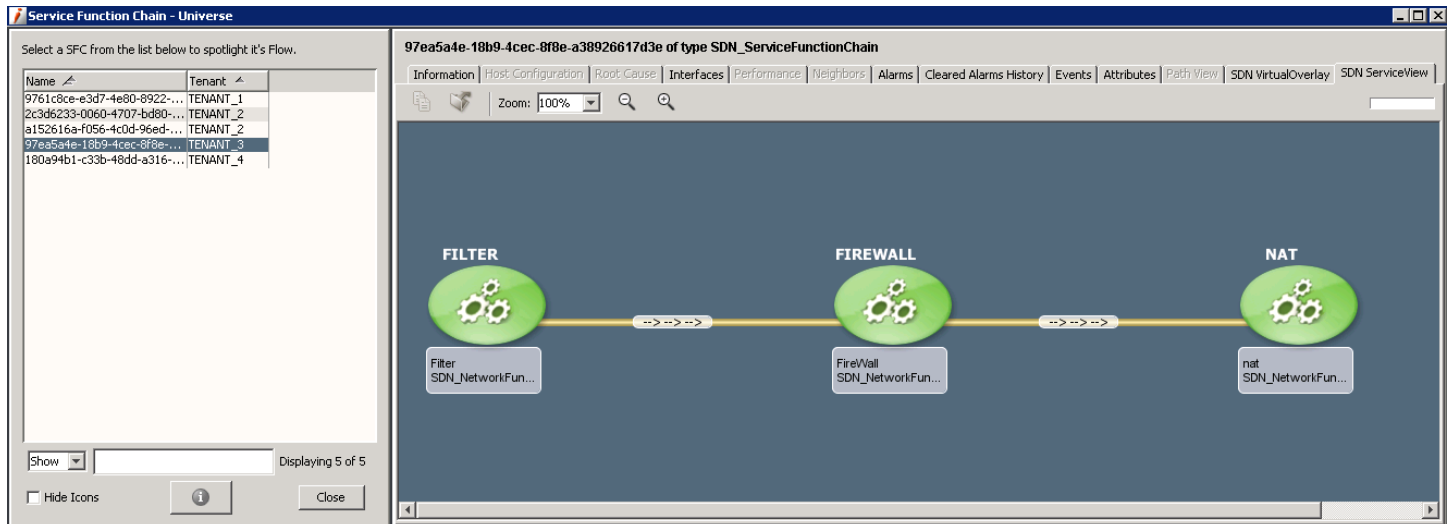 Service Function Chain - Universe
Select a SFC from the list below to spotlight it's Flow.
Name Tenant
9761c8ce-e3d7-4e80-8922-... TENANT_1
2c3d6233-0060-4707-bd80-... TENANT_2
a152616a-f056-4c0d-96ed-... TENANT_2
97ea5a4e-18b9-4cec-8f8e-... TENANT_3
180a94b1-c33b-48dd-a316-... TENANT_4
Show Displaying 5 of 5
Hide Icons Close
97ea5a4e-18b9-4cec-8f8e-a38926617d3e of type SDN_ServiceFunctionChain
Information Host Configuration Root Cause Interfaces Performance Neighbors Alarms Cleared Alarms History Events Attributes Path View SDN VirtualOverlay SDN ServiceView
Zoom: 100%
FILTER FIREWALL NAT
-->-->--> -->-->-->
Filter FireWall nat
SDN_NetworkFun... SDN_NetworkFun... SDN_NetworkFun...